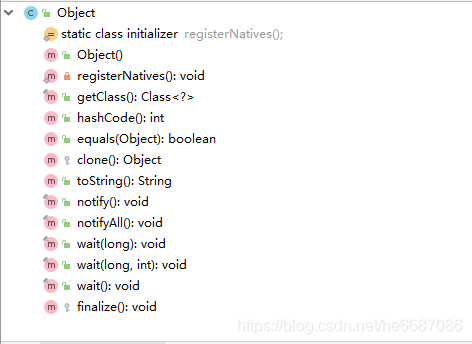 Object
static class initializer registerNatives();
Object()
registerNatives(): void
getClass(): Class<?>
hashCode(): int
equals(Object): boolean
clone(): Object
toString(): String
notify(): void
notifyAll(): void
wait(long): void
wait(long, int): void
wait(): void
finalize(): void
https://blog.csdn.net/he6687086